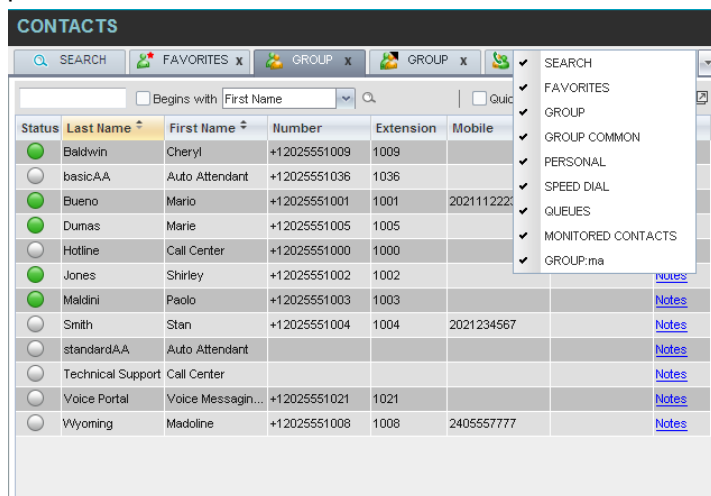 CONTACTS
SEARCH FAVORITES x GROUP x GROUP x
Begins with First Name Quic
Status Last Name First Name Number Extension Mobile
Baldwin Cheryl +12025551009 1009
basicAA Auto Attendant +12025551036 1036
Bueno Mario +12025551001 1001 2021112223
Dumas Marie +12025551005 1005
Hotline Call Center +12025551000 1000
Jones Shirley +12025551002 1002 Notes
Maldini Paolo +12025551003 1003 Notes
Smith Stan +12025551004 1004 2021234567 Notes
standardAA Auto Attendant Notes
Technical Support Call Center Notes
Voice Portal Voice Messagin... +12025551021 1021 Notes
Wyoming Madoline +12025551008 1008 2405557777 Notes
SEARCH
FAVORITES
GROUP
GROUP COMMON
PERSONAL
SPEED DIAL
QUEUES
MONITORED CONTACTS
GROUP:ma